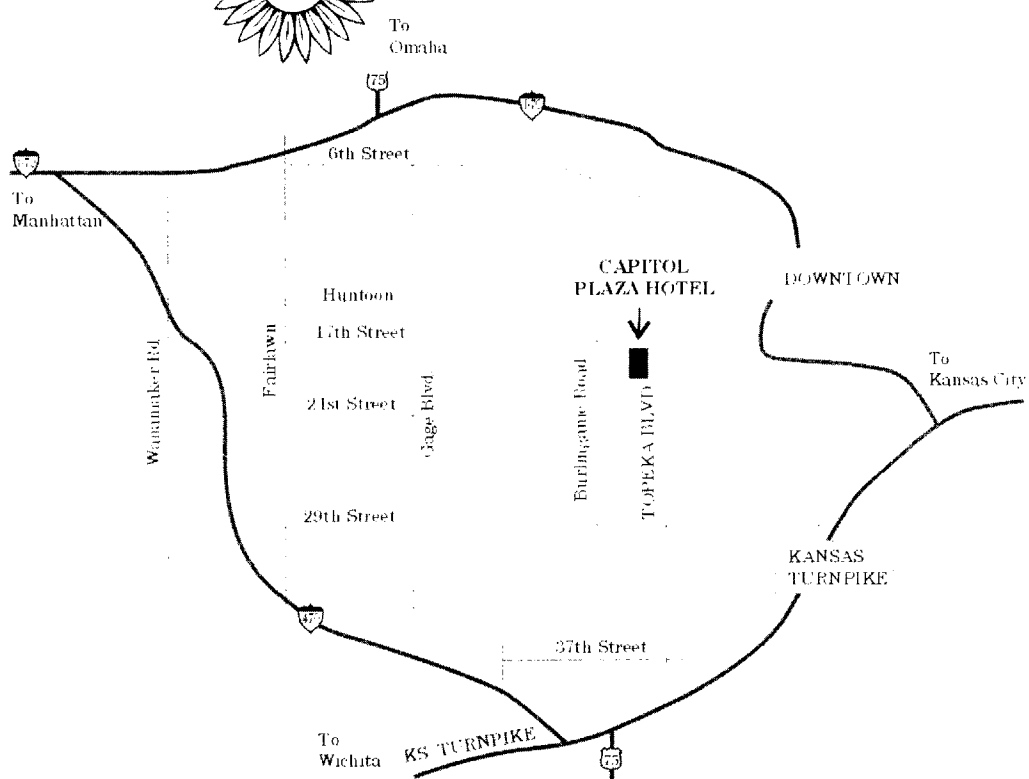 To
Omaha
75
6th Street
To
Manhattan
CAPITOL
PLAZA HOTEL
DOWNTOWN
Huntoon
17th Street
Fairlawn
Wanamaker Rd.
21st Street
Gage Blvd.
Burlingame Road
TOPEKA BLVD
To
Kansas City
29th Street
KANSAS
TURNPIKE
470
37th Street
To
Wichita
KS TURNPIKE
75